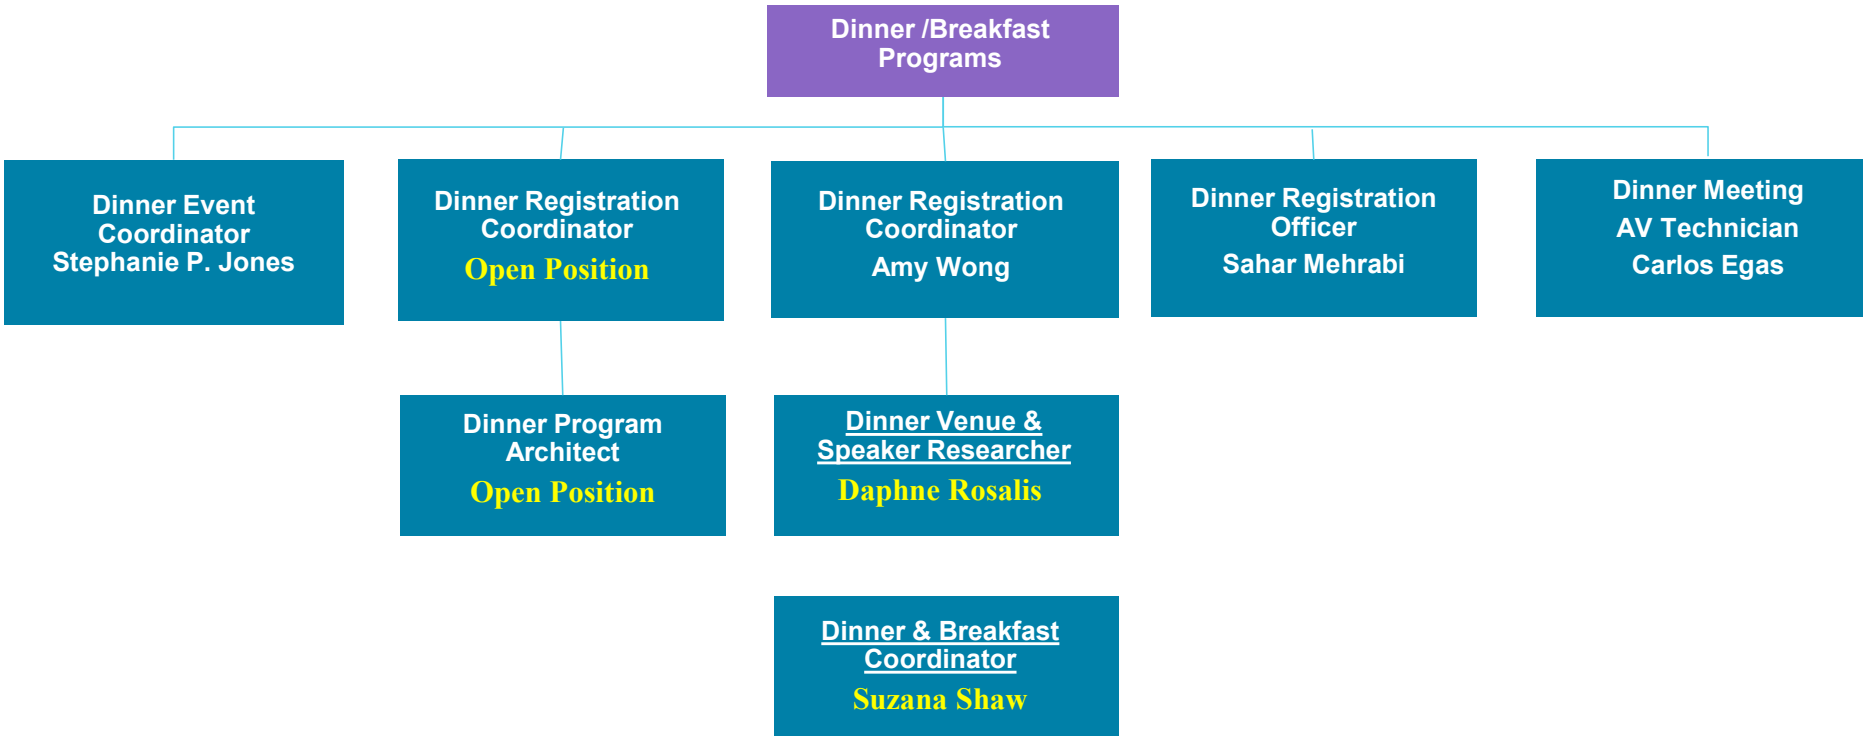 Dinner /Breakfast
Programs
Dinner Event
Coordinator
Stephanie P. Jones
Dinner Registration
Coordinator
Open Position
Dinner Registration
Coordinator
Amy Wong
Dinner Registration
Officer
Sahar Mehrabi
Dinner Meeting
AV Technician
Carlos Egas
Dinner Program
Architect
Open Position
Dinner Venue &
Speaker Researcher
Daphne Rosalis
Dinner & Breakfast
Coordinator
Suzana Shaw